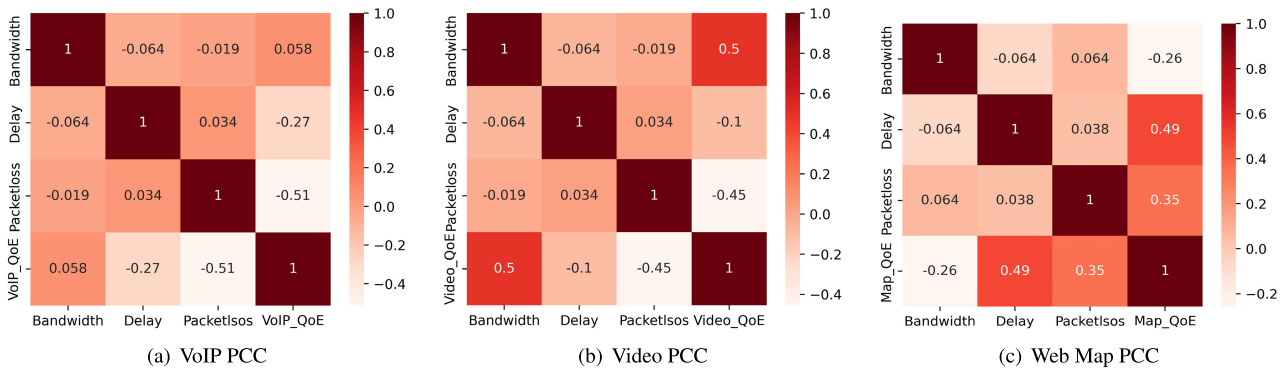 Bandwidth 1 -0.064 -0.019 0.058
Delay -0.064 1 0.034 -0.27
Packetloss -0.019 0.034 1 -0.51
VoIP_QoE 0.058 -0.27 -0.51 1
Bandwidth Delay Packetlsos VoIP_QoE
1.0
0.8
0.6
0.4
0.2
0.0
−0.2
−0.4
(a) VoIP PCC
Bandwidth 1 -0.064 -0.019 0.5
Delay -0.064 1 0.034 -0.1
Packetloss -0.019 0.034 1 -0.45
Video_QoE 0.5 -0.1 -0.45 1
Bandwidth Delay Packetlsos Video_QoE
1.0
0.8
0.6
0.4
0.2
0.0
−0.2
−0.4
(b) Video PCC
Bandwidth 1 -0.064 0.064 -0.26
Delay -0.064 1 0.038 0.49
Packetloss 0.064 0.038 1 0.35
Map_QoE -0.26 0.49 0.35 1
Bandwidth Delay Packetlsos Map_QoE
1.0
0.8
0.6
0.4
0.2
0.0
−0.2
(c) Web Map PCC